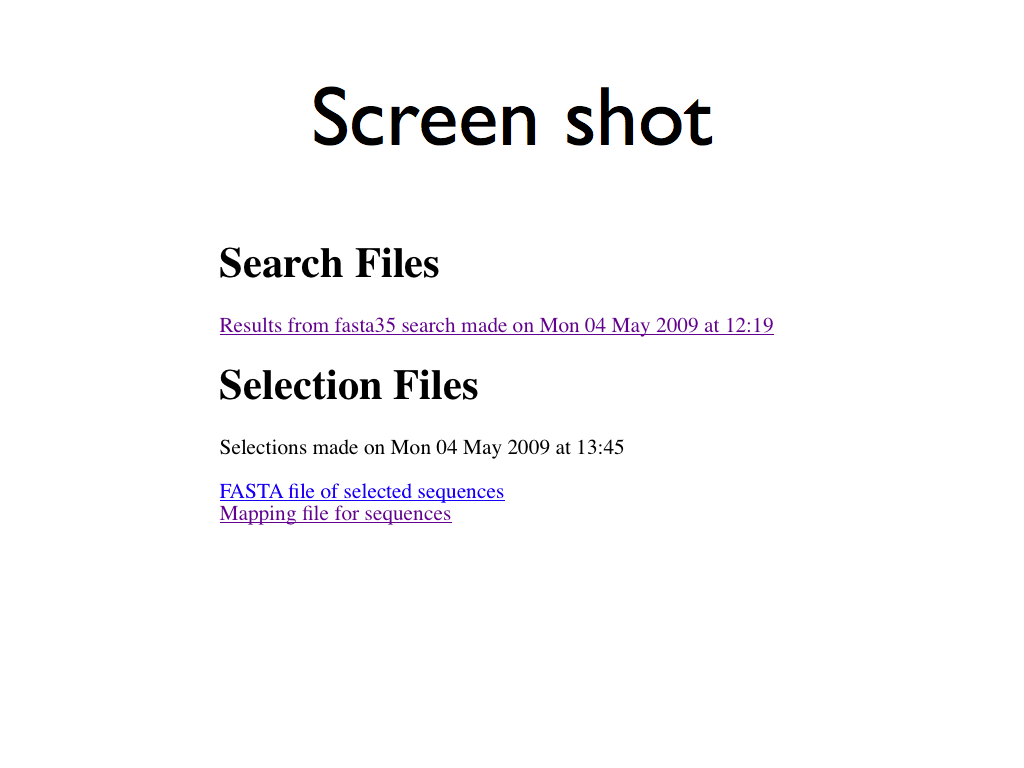 Screen shot
Search Files
Results from fasta35 search made on Mon 04 May 2009 at 12:19
Selection Files
Selections made on Mon 04 May 2009 at 13:45
FASTA file of selected sequences
Mapping file for sequences